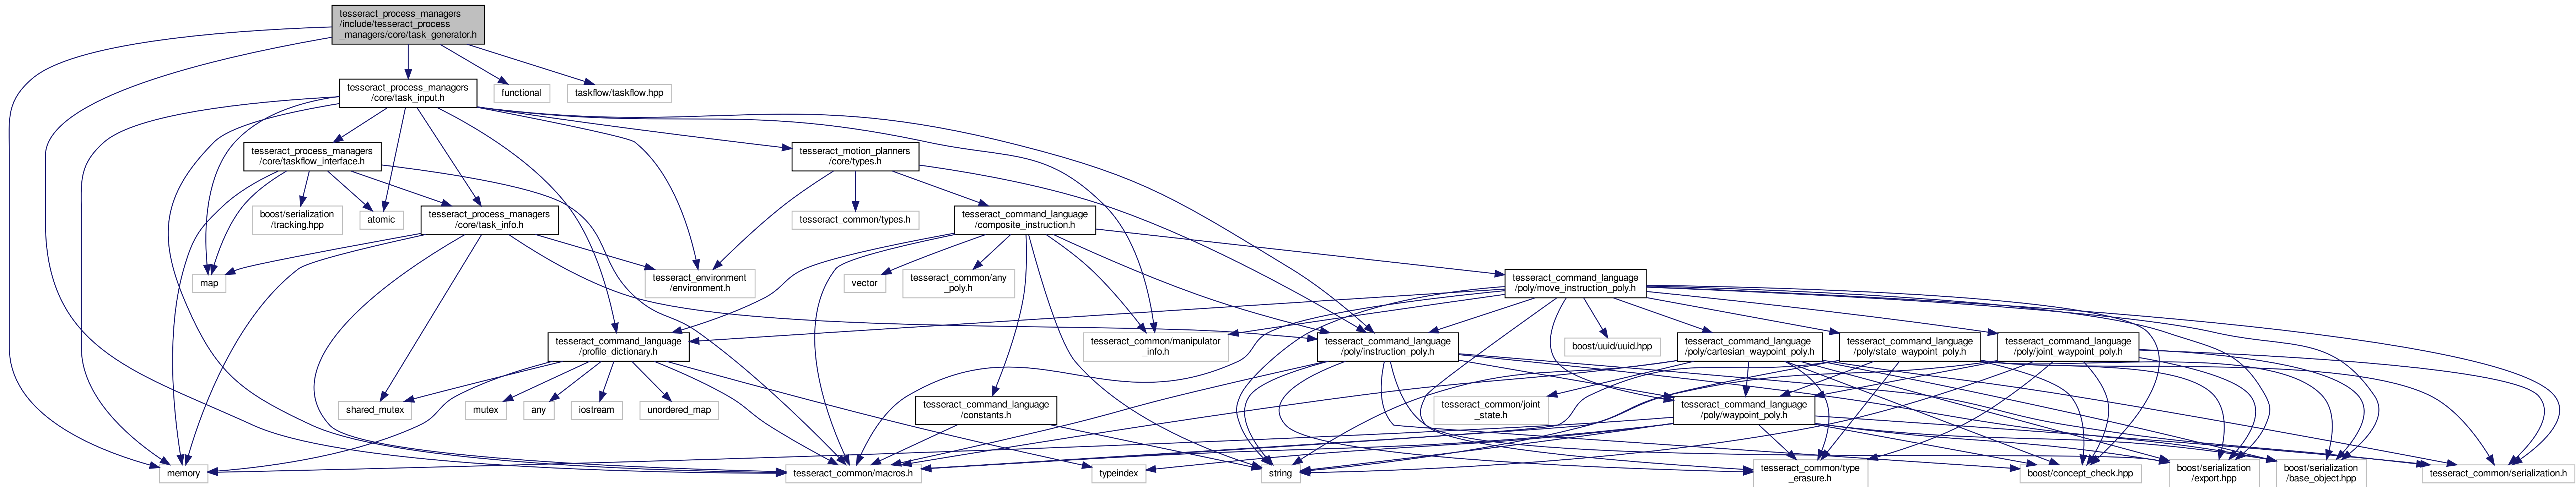 tesseract_process_managers
/include/tesseract_process
_managers/core/task_generator.h
tesseract_process_managers
/core/task_input.h
functional
taskflow/taskflow.hpp
tesseract_process_managers
/core/taskflow_interface.h
tesseract_motion_planners
/core/types.h
boost/serialization
/tracking.hpp
atomic
tesseract_process_managers
/core/task_info.h
tesseract_common/types.h
tesseract_command_language
/composite_instruction.h
map
tesseract_environment
/environment.h
vector
tesseract_common/any
_poly.h
tesseract_command_language
/poly/move_instruction_poly.h
tesseract_command_language
/profile_dictionary.h
tesseract_common/manipulator
_info.h
tesseract_command_language
/poly/instruction_poly.h
boost/uuid/uuid.hpp
tesseract_command_language
/poly/cartesian_waypoint_poly.h
tesseract_command_language
/poly/state_waypoint_poly.h
tesseract_command_language
/poly/joint_waypoint_poly.h
shared_mutex
mutex
any
iostream
unordered_map
tesseract_command_language
/constants.h
tesseract_common/joint
_state.h
tesseract_command_language
/poly/waypoint_poly.h
memory
tesseract_common/macros.h
typeindex
string
tesseract_common/type
_erasure.h
boost/concept_check.hpp
boost/serialization
/export.hpp
boost/serialization
/base_object.hpp
tesseract_common/serialization.h